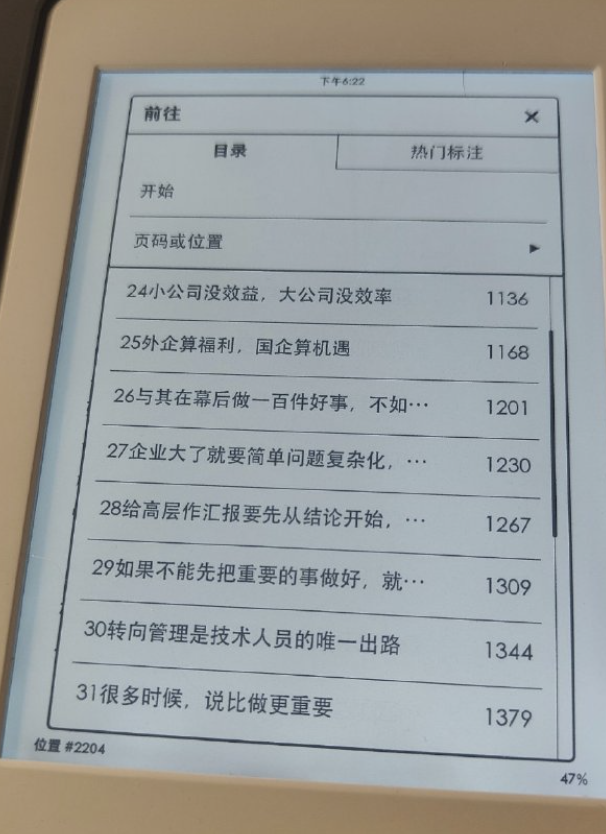 下午6:22
前往 ×
目录 热门标注
开始
页码或位置 ▶
24小公司没效益，大公司没效率 1136
25外企算福利，国企算机遇 1168
26与其在幕后做一百件好事，不如… 1201
27企业大了就要简单问题复杂化，… 1230
28给高层作汇报要先从结论开始，… 1267
29如果不能先把重要的事做好，就… 1309
30转向管理是技术人员的唯一出路 1344
31很多时候，说比做更重要 1379
位置 #2204 47%